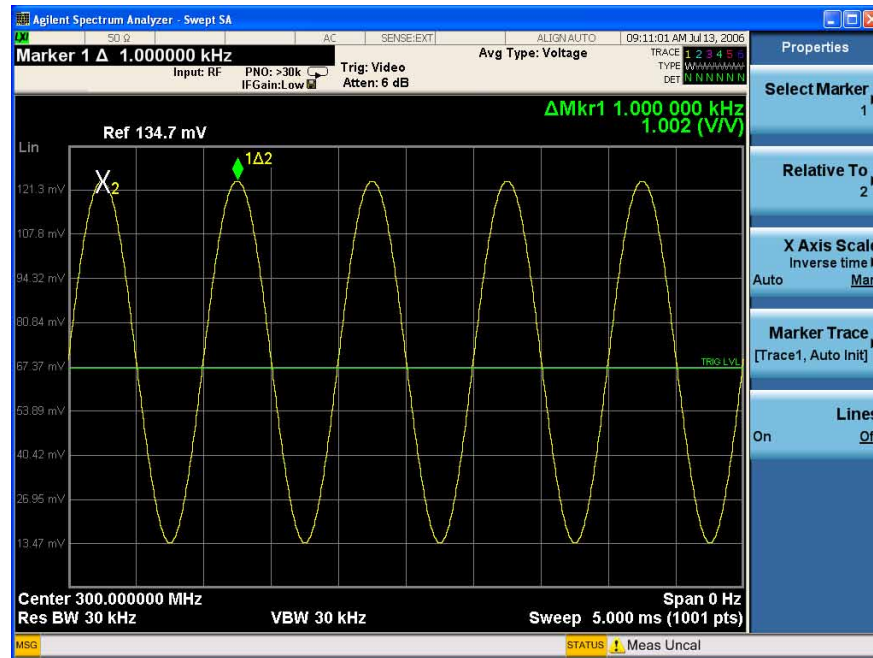 Agilent Spectrum Analyzer - Swept SA
LXI 50 Ω AC SENSE:EXT ALIGN AUTO 09:11:01 AM Jul 13, 2006
Marker 1 Δ 1.000000 kHz
Input: RF
PNO: >30k
IFGain:Low
Trig: Video
Atten: 6 dB
Avg Type: Voltage
TRACE 1 2 3 4 5 6
TYPE
DET N N N N N N
Properties
ΔMkr1 1.000 000 kHz
1.002 (V/V)
Ref 134.7 mV
Lin
X2
1Δ2
121.3 mV
107.8 mV
94.32 mV
80.84 mV
67.37 mV
TRIG LVL
53.89 mV
40.42 mV
26.95 mV
13.47 mV
Center 300.000000 MHz
Span 0 Hz
Res BW 30 kHz
VBW 30 kHz
Sweep 5.000 ms (1001 pts)
MSG
STATUS
Meas Uncal
Select Marker
1
Relative To
2
X Axis Scale
Inverse time
Auto Man
Marker Trace
[Trace1, Auto Init]
Lines
On Off